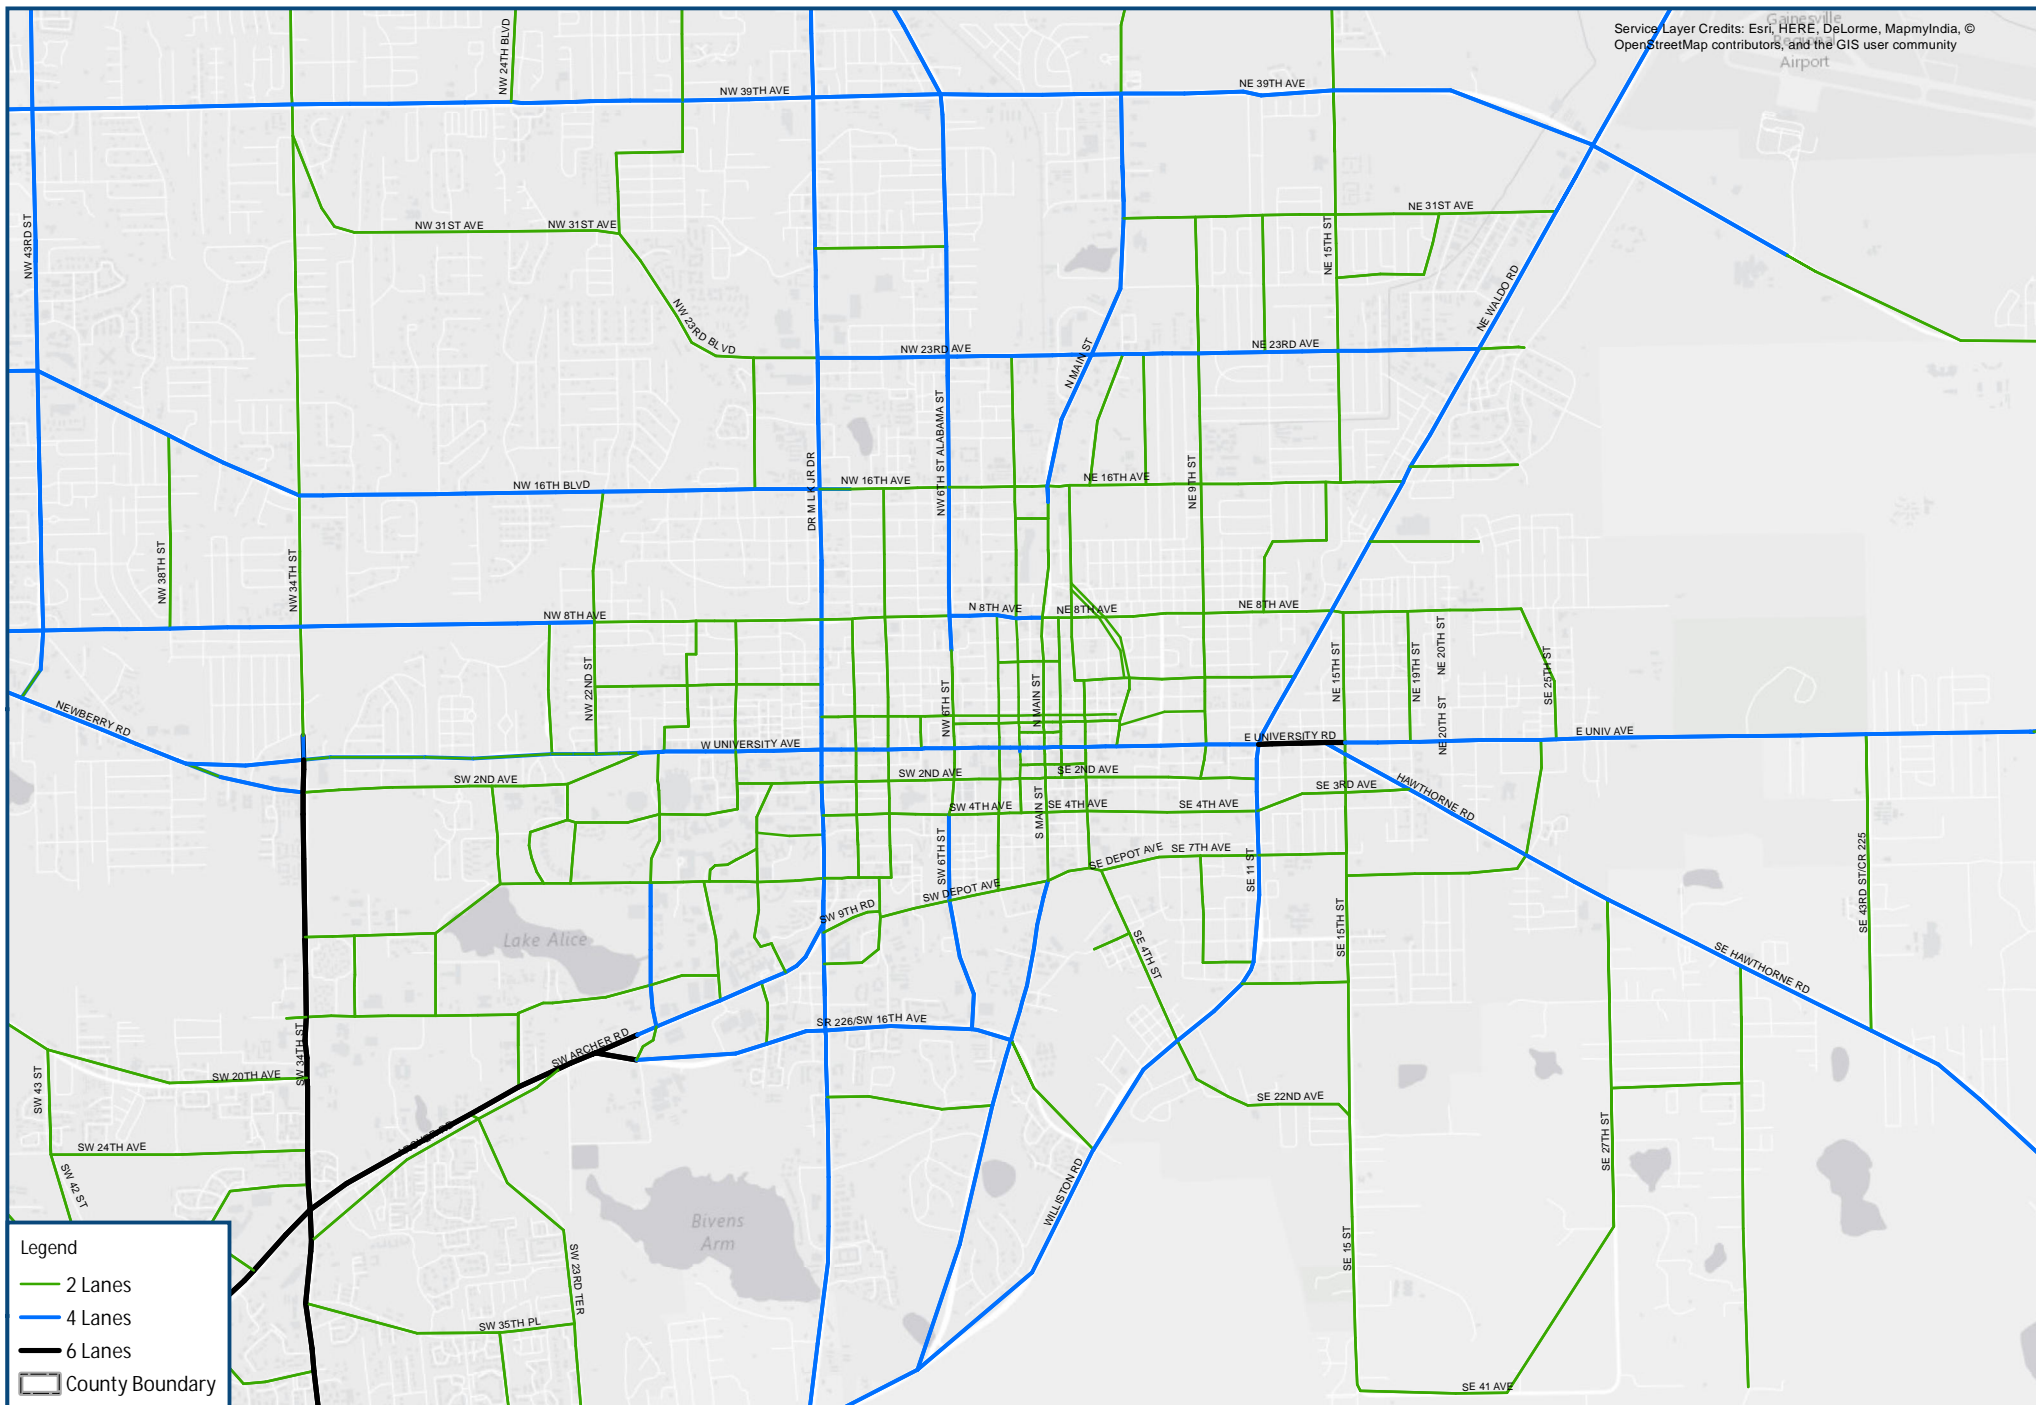 Service Layer Credits: Esri, HERE, DeLorme, MapmyIndia, ©
OpenStreetMap contributors, and the GIS user community
Gainesville
Regional
Airport
NW 24TH BLVD
NW 39TH AVE
NE 39TH AVE
NW 43RD ST
NW 31ST AVE
NW 31ST AVE
NE 31ST AVE
NE 15TH ST
NE WALDO RD
NW 23RD BLVD
NW 23RD AVE
N MAIN ST
NE 23RD AVE
NW 6TH ST ALABAMA ST
DR M L K JR DR
NW 16TH BLVD
NW 16TH AVE
NE 16TH AVE
NE 9TH ST
NW 38TH ST
NW 34TH ST
NW 8TH AVE
N 8TH AVE
NE 8TH AVE
NE 8TH AVE
NW 22ND ST
NW 6TH ST
N MAIN ST
NE 15TH ST
NE 19TH ST
NE 20TH ST
NE 20TH ST
SE 25TH ST
NEWBERRY RD
W UNIVERSITY AVE
E UNIVERSITY RD
E UNIV AVE
SW 2ND AVE
SW 2ND AVE
SE 2ND AVE
SE 3RD AVE
HAWTHORNE RD
SW 4TH AVE
SE 4TH AVE
SE 4TH AVE
S MAIN ST
SW 6TH ST
SE DEPOT AVE
SE 7TH AVE
SE 11 ST
SE 43RD ST/CR 225
SW DEPOT AVE
SW 9TH RD
Lake Alice
SE 4TH ST
SE 15TH ST
SE HAWTHORNE RD
SR 226/SW 16TH AVE
SW ARCHER RD
SW 34TH ST
SW 20TH AVE
SW 43 ST
SE 22ND AVE
SW 24TH AVE
SW 42 ST
SE 27TH ST
WILLISTON RD
Bivens
Arm
SE 15 ST
SW 23RD TER
SW 35TH PL
SE 41 AVE
Legend
2 Lanes
4 Lanes
6 Lanes
County Boundary